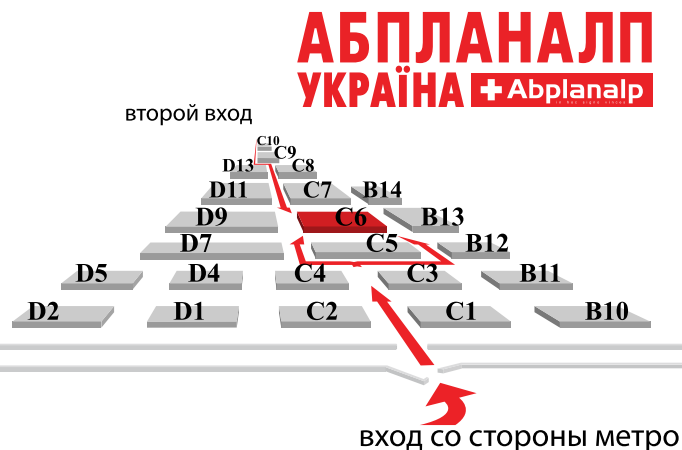 АБПЛАНАЛП
УКРАЇНА Abplanalp
второй вход
C10
C9
D13 C8
D11 C7 B14
D9 C6 B13
D7 C5 B12
D5 D4 C4 C3 B11
D2 D1 C2 C1 B10
вход со стороны метро